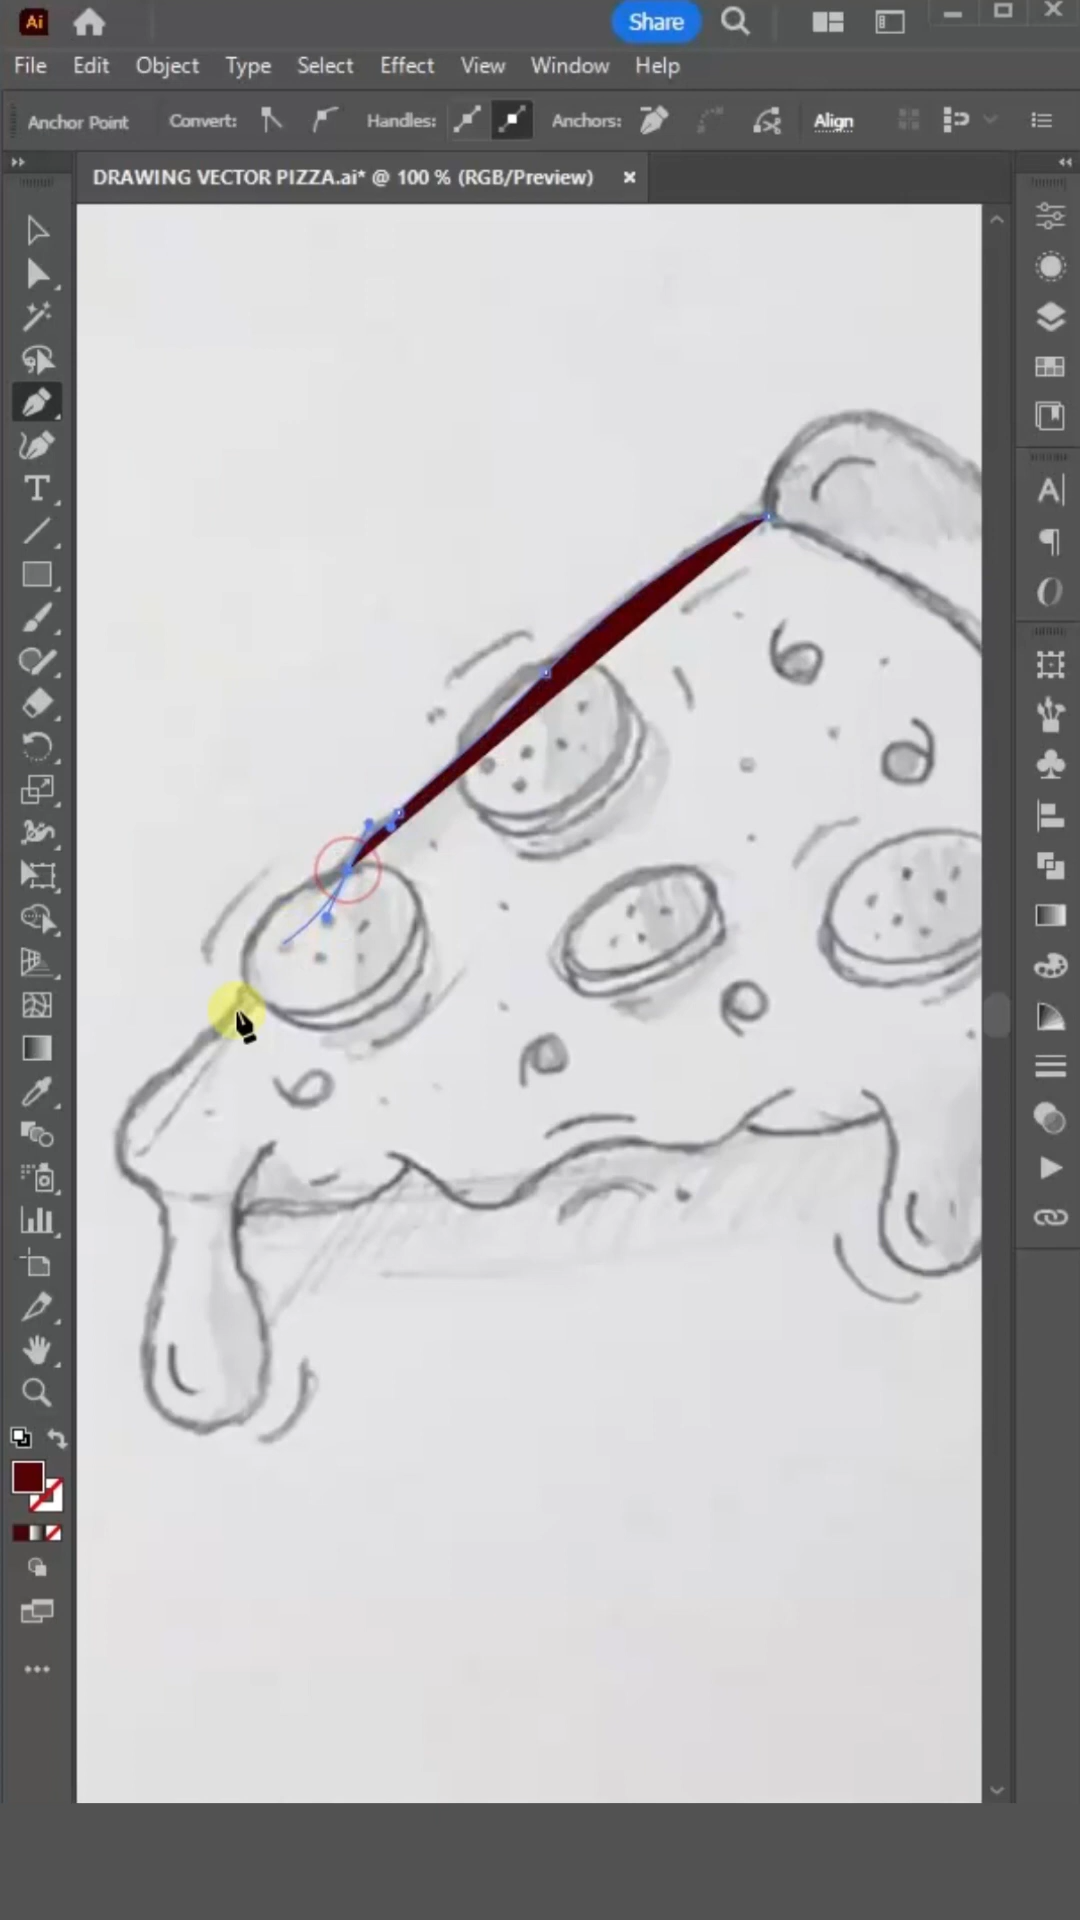 Ai
Share
File Edit Object Type Select Effect View Window Help
Anchor Point Convert: Handles: Anchors: Align
DRAWING VECTOR PIZZA.ai* @ 100 % (RGB/Preview) ×